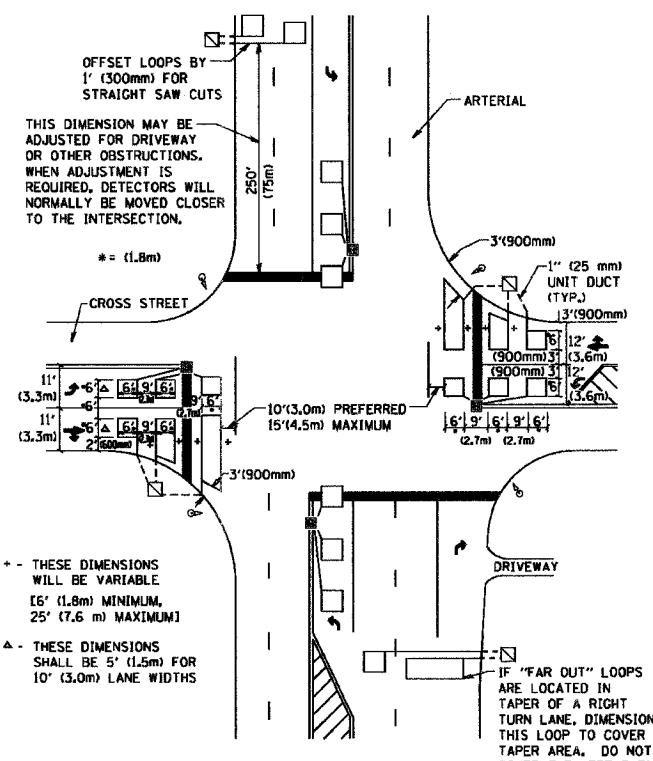 OFFSET LOOPS BY
1' (300mm) FOR
STRAIGHT SAW CUTS
THIS DIMENSION MAY BE
ADJUSTED FOR DRIVEWAY
OR OTHER OBSTRUCTIONS.
WHEN ADJUSTMENT IS
REQUIRED, DETECTORS WILL
NORMALLY BE MOVED CLOSER
TO THE INTERSECTION.
250'
(75m)
ARTERIAL
* = (1.8m)
CROSS STREET
3'(900mm)
1" (25 mm)
UNIT DUCT
(TYP.)
3'(900mm)
6'
12'
(3.6m)
(900mm) 3'
(900mm) 3'
12'
(3.6m)
6'
6' 9' 6' 9' 6'
(2.7m) (2.7m)
10'(3.0m) PREFERRED
15'(4.5m) MAXIMUM
11'
(3.3m)
6'
6' 9' 6'
6'
9' 6'
(2.7m)
11'
(3.3m)
6'
6' 9' 6'
2'
(600mm)
3'(900mm)
+ - THESE DIMENSIONS
WILL BE VARIABLE
[6' (1.8m) MINIMUM,
25' (7.6 m) MAXIMUM]
△ - THESE DIMENSIONS
SHALL BE 5' (1.5m) FOR
10' (3.0m) LANE WIDTHS
DRIVEWAY
IF "FAR OUT" LOOPS
ARE LOCATED IN
TAPER OF A RIGHT
TURN LANE, DIMENSION
THIS LOOP TO COVER
TAPER AREA. DO NOT